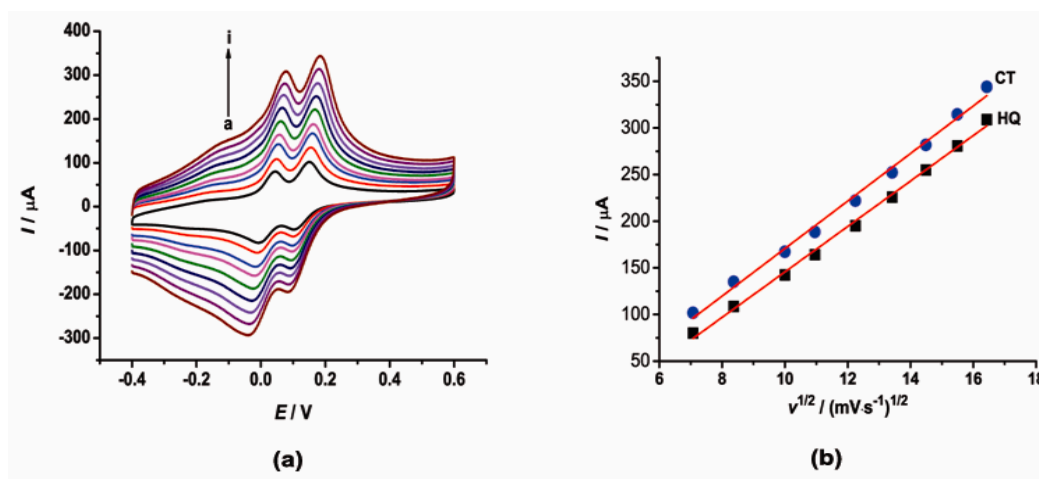 400
300
200
100
0
-100
-200
-300
-0.4
-0.2
0.0
0.2
0.4
0.6
I / µA
E / V
i
a
(a)
350
300
250
200
150
100
50
6
8
10
12
14
16
18
I / µA
v¹/² / (mV·s⁻¹)¹/²
CT
HQ
(b)